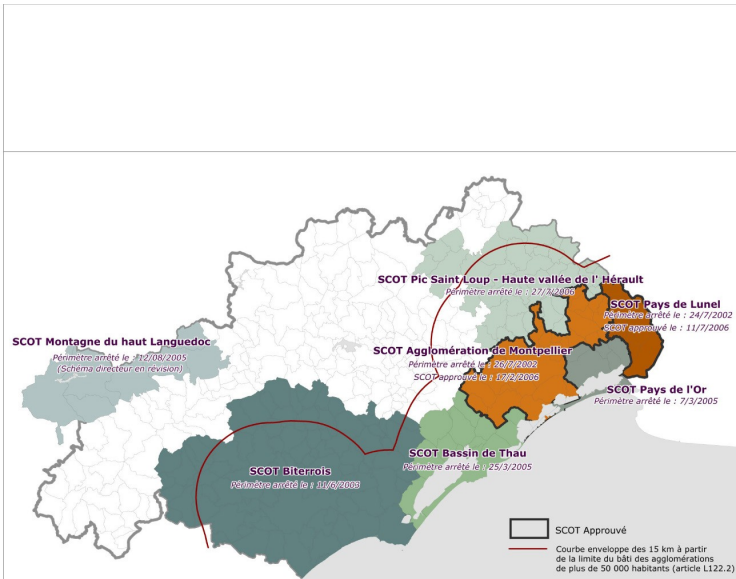 SCOT Pic Saint Loup - Haute vallée de l' Hérault
Périmètre arrêté le : 27/7/2006
SCOT Pays de Lunel
Périmètre arrêté le : 24/7/2002
SCOT approuvé le : 11/7/2006
SCOT Montagne du haut Languedoc
Périmètre arrêté le : 12/08/2005
(Schéma directeur en révision)
SCOT Agglomération de Montpellier
Périmètre arrêté le : 26/7/2002
SCOT approuvé le : 17/2/2006
SCOT Pays de l'Or
Périmètre arrêté le : 7/3/2005
SCOT Bassin de Thau
Périmètre arrêté le : 25/3/2005
SCOT Biterrois
Périmètre arrêté le : 11/6/2003
SCOT Approuvé
Courbe enveloppe des 15 km à partir
de la limite du bâti des agglomérations
de plus de 50 000 habitants (article L122.2)